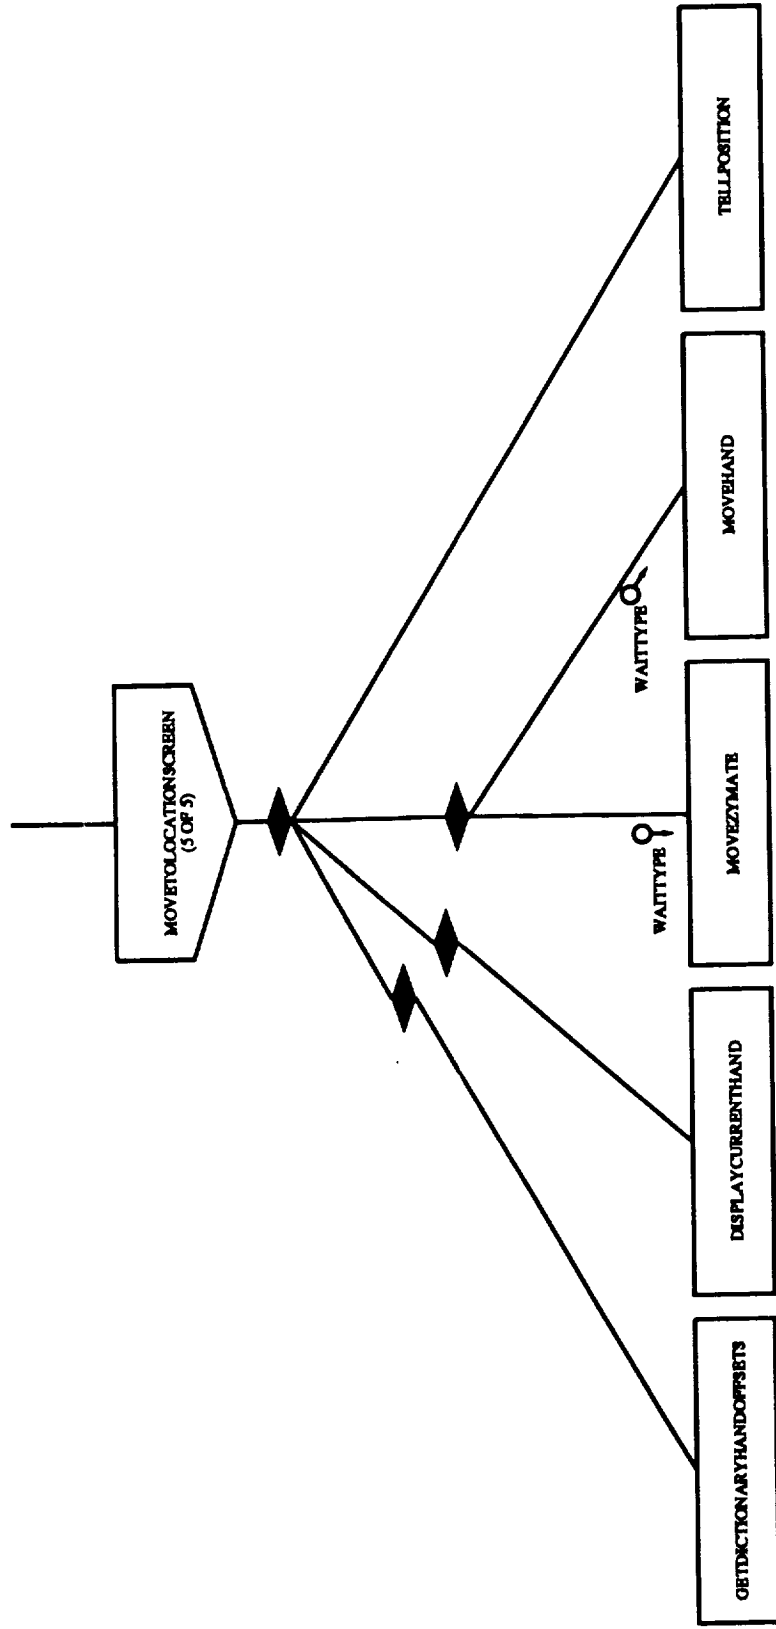 MOVETOLOCATIONSCREEN
(5 OF 5)
WAITTYPE
WAITTYPE
GETDICTIONARYHANDOFFSETS
DISPLAYCURRENTHAND
MOVEZYMATE
MOVEHAND
TELLPOSITION